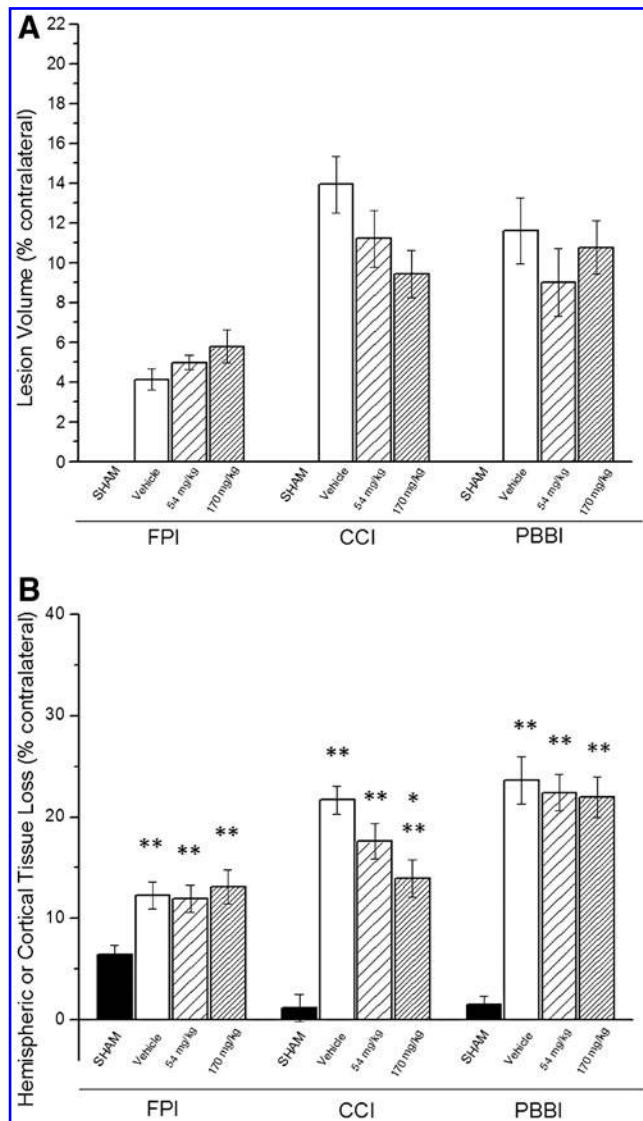 A
Lesion Volume (% contralateral)
22
20
18
16
14
12
10
8
6
4
2
0
SHAM
Vehicle
54 mg/kg
170 mg/kg
SHAM
Vehicle
54 mg/kg
170 mg/kg
SHAM
Vehicle
54 mg/kg
170 mg/kg
FPI
CCI
PBBI
B
Hemispheric or Cortical Tissue Loss (% contralateral)
40
30
20
10
0
** ** **
** ** * **
** ** **
SHAM
Vehicle
54 mg/kg
170 mg/kg
SHAM
Vehicle
54 mg/kg
170 mg/kg
SHAM
Vehicle
54 mg/kg
170 mg/kg
FPI
CCI
PBBI